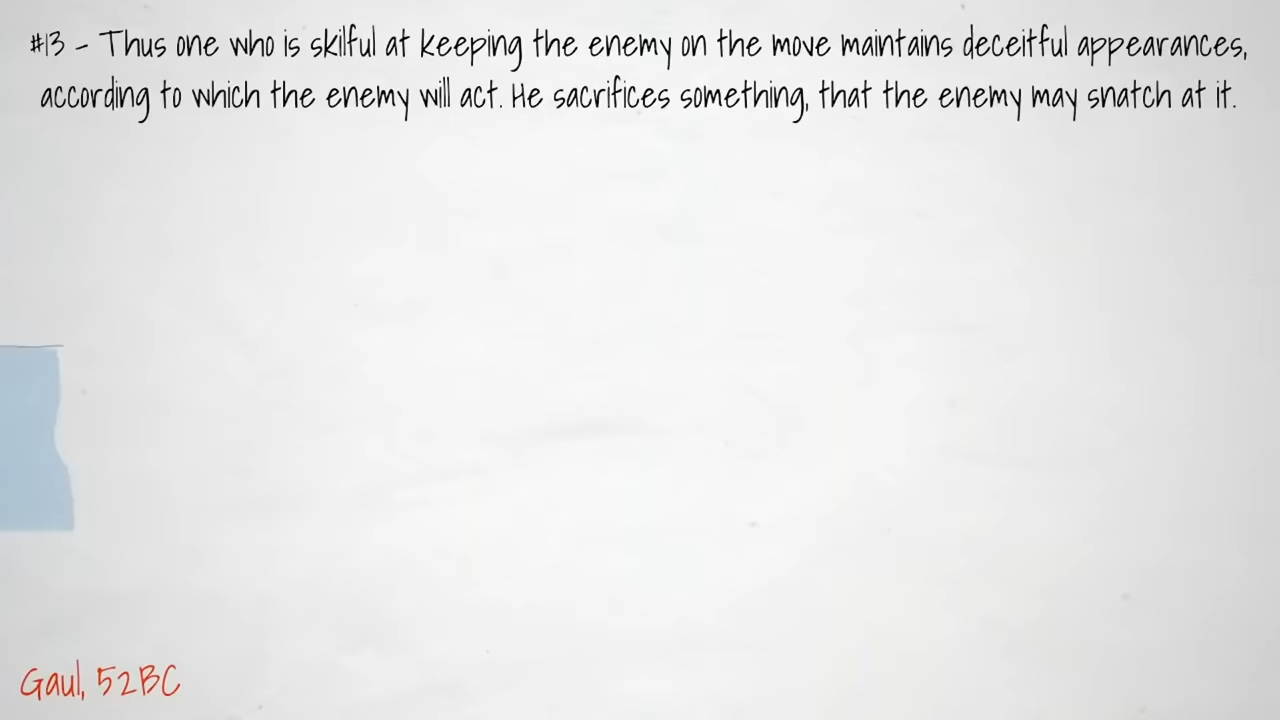 #13 - Thus one who is skilful at keeping the enemy on the move maintains deceitful appearances,
according to which the enemy will act. He sacrifices something, that the enemy may snatch at it.
Gaul, 52BC